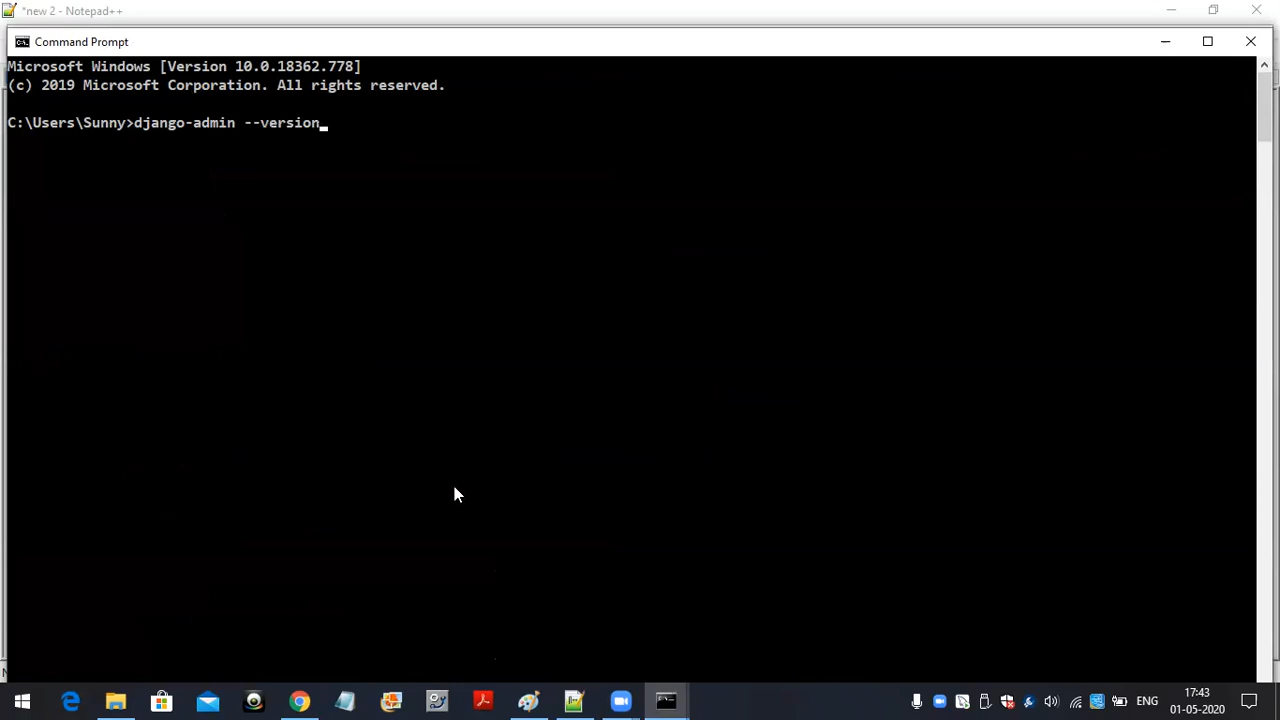 *new 2 - Notepad++
Command Prompt
Microsoft Windows [Version 10.0.18362.778]
(c) 2019 Microsoft Corporation. All rights reserved.
C:\Users\Sunny>django-admin --version
ENG
17:43
01-05-2020